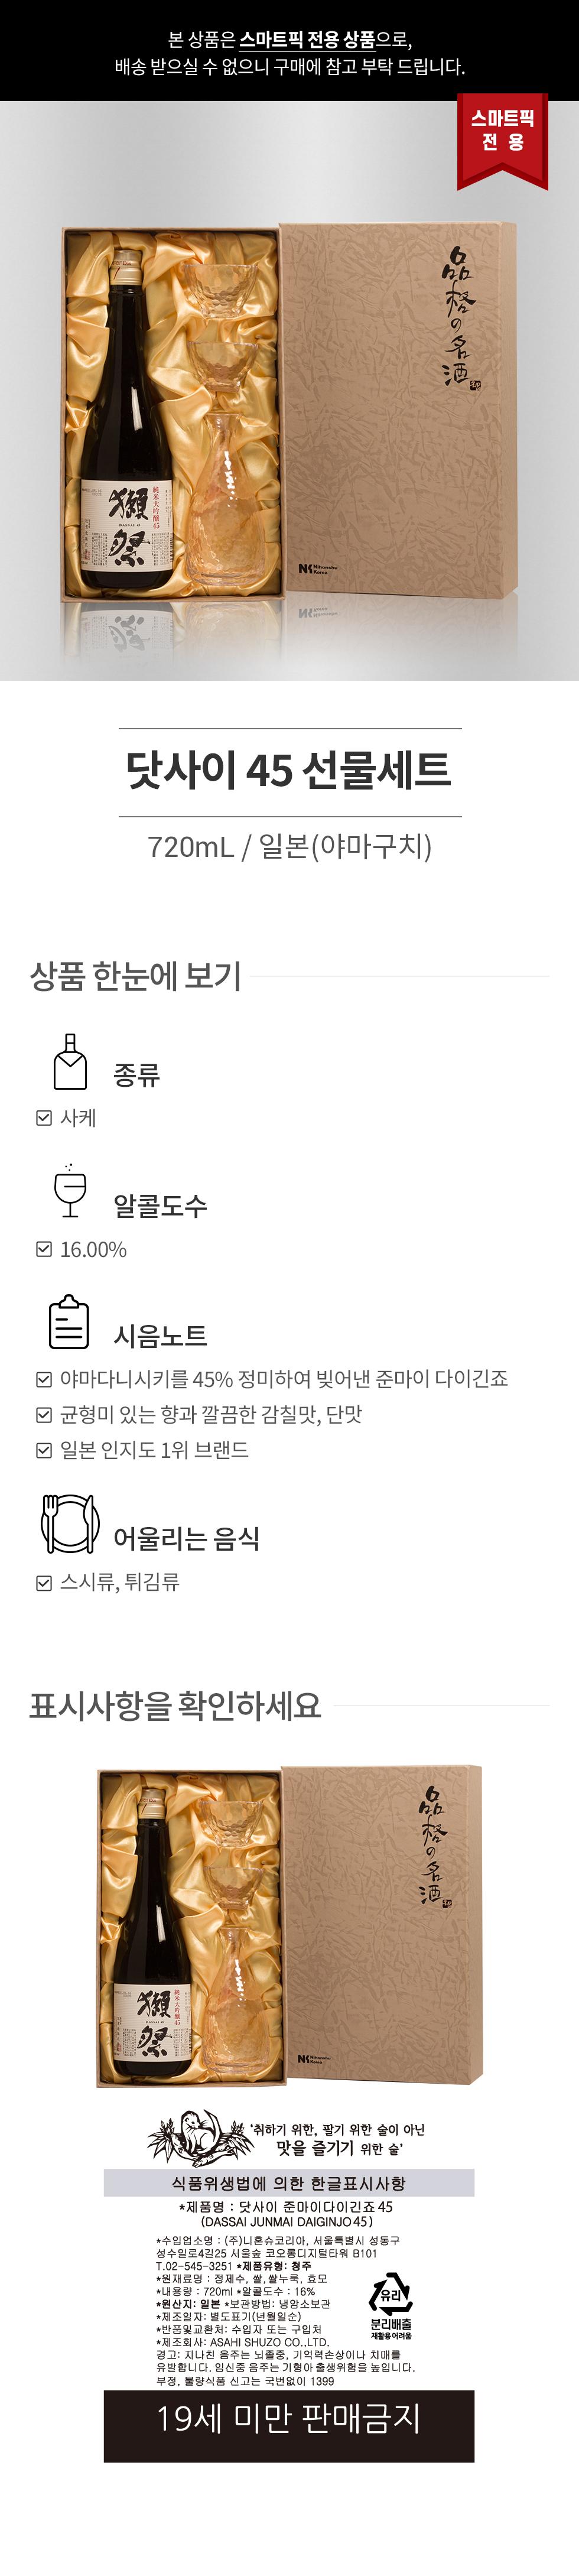 본 상품은 스마트픽 전용 상품으로,
배송 받으실 수 없으니 구매에 참고 부탁 드립니다.
스마트픽
전 용
品格の名酒
獺祭
DASSAI 45
純米大吟醸45
NK Nihonshu Korea
닷사이 45 선물세트
720mL / 일본(야마구치)
상품 한눈에 보기
종류
사케
알콜도수
16.00%
시음노트
야마다니시키를 45% 정미하여 빚어낸 준마이 다이긴죠
균형미 있는 향과 깔끔한 감칠맛, 단맛
일본 인지도 1위 브랜드
어울리는 음식
스시류, 튀김류
표시사항을 확인하세요
品格の名酒
獺祭
DASSAI 45
純米大吟醸45
NK Nihonshu Korea
‘취하기 위한, 팔기 위한 술이 아닌
맛을 즐기기 위한 술’
식품위생법에 의한 한글표시사항
*제품명 : 닷사이 준마이다이긴죠 45
(DASSAI JUNMAI DAIGINJO 45 )
*수입업소명 : (주)니혼슈코리아, 서울특별시 성동구
성수일로4길25 서울숲 코오롱디지털타워 B101
T.02-545-3251 *제품유형: 청주
*원재료명 : 정제수, 쌀,쌀누룩, 효모
*내용량 : 720ml *알콜도수 : 16%
*원산지: 일본 *보관방법: 냉암소보관
*제조일자: 별도표기(년월일순)
*반품및교환처: 수입자 또는 구입처
*제조회사: ASAHI SHUZO CO.,LTD.
경고: 지나친 음주는 뇌졸중, 기억력손상이나 치매를
유발합니다. 임신중 음주는 기형아 출생위험을 높입니다.
부정, 불량식품 신고는 국번없이 1399
유리
분리배출
재활용어려움
19세 미만 판매금지